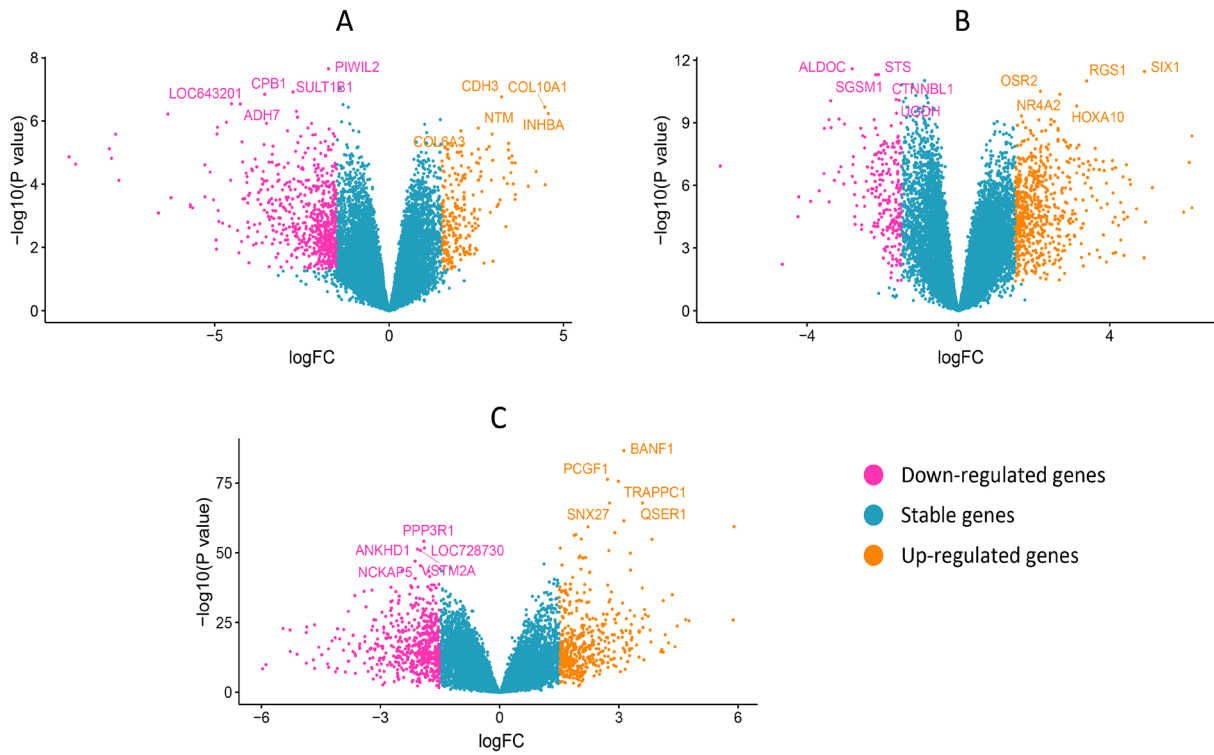 A
8
6
4
2
0
−5
0
5
−log10(P value)
logFC
PIWIL2
CPB1
SULT1B1
LOC643201
ADH7
CDH3
COL10A1
NTM
INHBA
COL6A3
B
12
9
6
3
0
−4
0
4
−log10(P value)
logFC
ALDOC
STS
SGSM1
CTNNBL1
UGDH
OSR2
RGS1
SIX1
NR4A2
HOXA10
C
75
50
25
0
−6
−3
0
3
6
−log10(P value)
logFC
BANF1
PCGF1
TRAPPC1
SNX27
QSER1
PPP3R1
ANKHD1
LOC728730
NCKAP5
VSTM2A
Down-regulated genes
Stable genes
Up-regulated genes